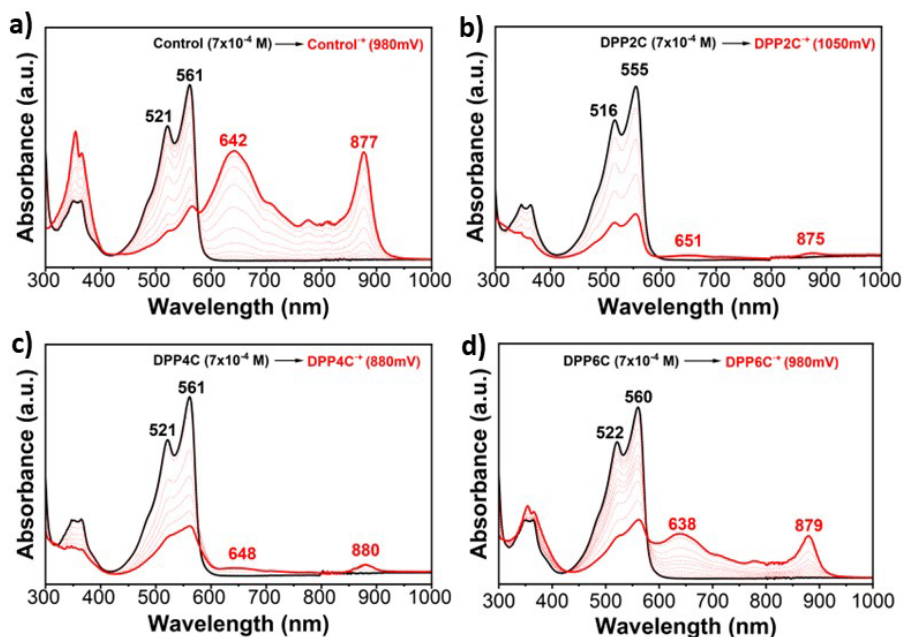 a)
Control (7x10⁻⁴ M) → Control·⁺ (980mV)
561
521
642
877
Absorbance (a.u.)
300 400 500 600 700 800 900 1000
Wavelength (nm)
b)
DPP2C (7x10⁻⁴ M) → DPP2C·⁺ (1050mV)
555
516
651
875
Absorbance (a.u.)
300 400 500 600 700 800 900 1000
Wavelength (nm)
c)
DPP4C (7x10⁻⁴ M) → DPP4C·⁺ (880mV)
561
521
648
880
Absorbance (a.u.)
300 400 500 600 700 800 900 1000
Wavelength (nm)
d)
DPP6C (7x10⁻⁴ M) → DPP6C·⁺ (980mV)
560
522
638
879
Absorbance (a.u.)
300 400 500 600 700 800 900 1000
Wavelength (nm)